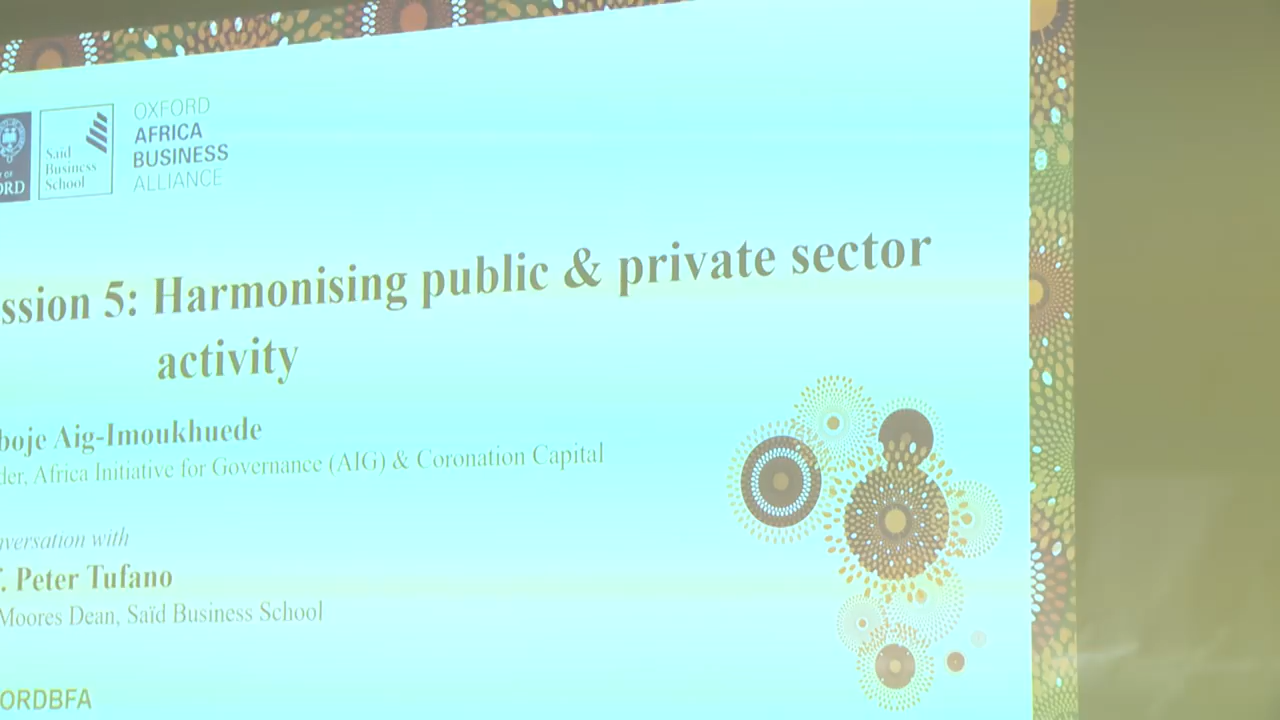 OXFORD
AFRICA
BUSINESS
ALLIANCE
Saïd
Business
School
OF
ORD
ssion 5: Harmonising public & private sector
activity
boje Aig-Imoukhuede
der, Africa Initiative for Governance (AIG) & Coronation Capital
nversation with
. Peter Tufano
Moores Dean, Saïd Business School
ORDBFA